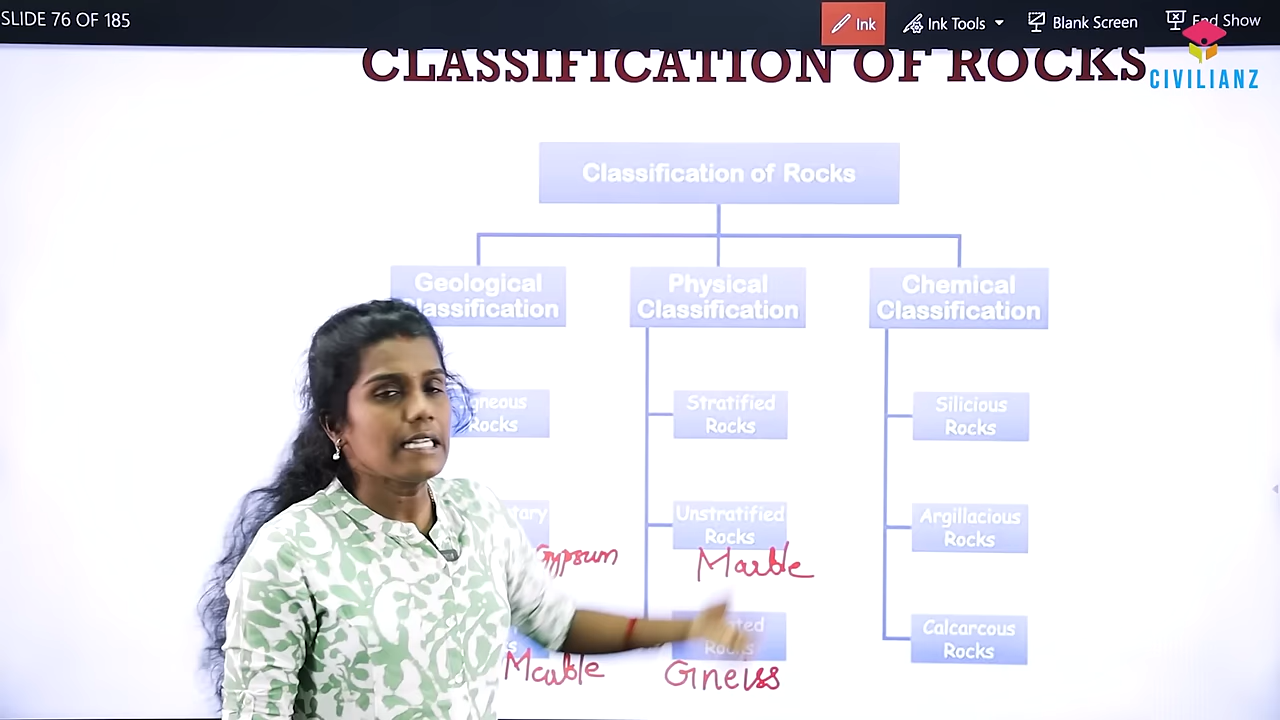 SLIDE 76 OF 185
Ink
Ink Tools
Blank Screen
End Show
CLASSIFICATION OF ROCKS
CIVILIANZ
Classification of Rocks
Geological
Classification
Physical
Classification
Chemical
Classification
Rocks
Stratified
Rocks
Silicious
Rocks
Unstratified
Rocks
Argillacious
Rocks
Gypsum
Marble
Rocks
Calcarcous
Rocks
Marble
Gneiss